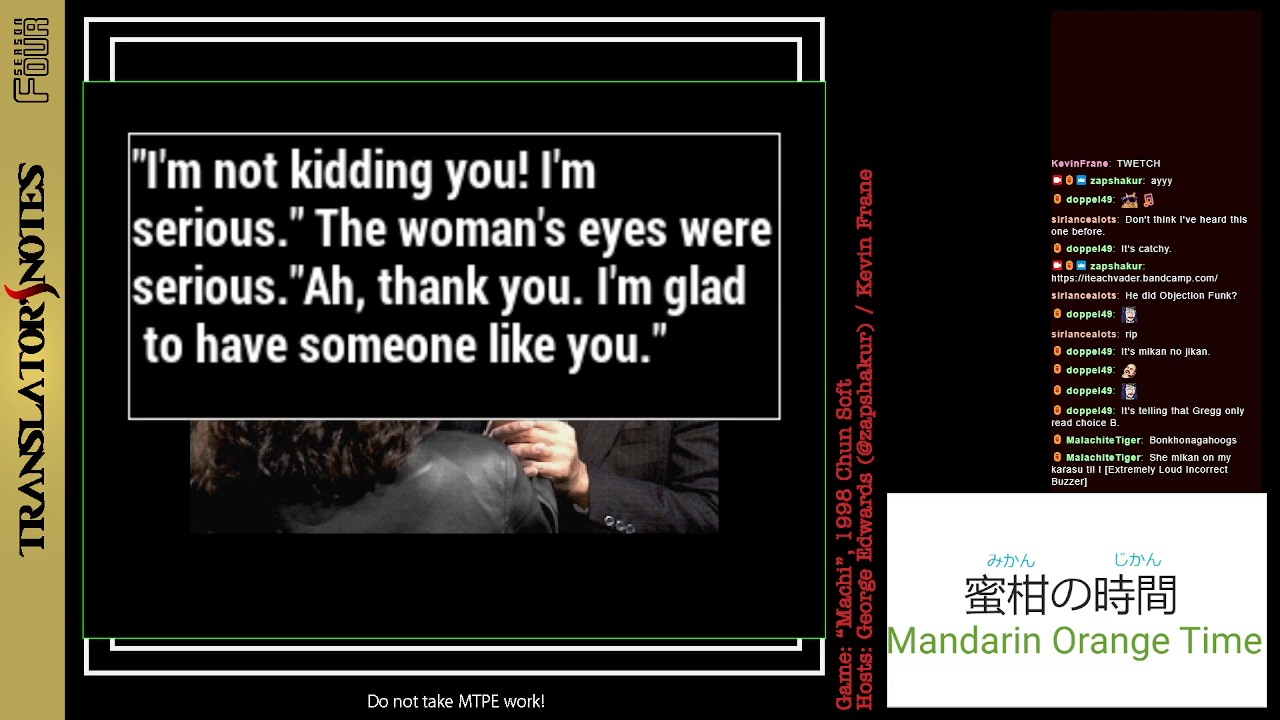 SEASON
FOUR
TRANSLATOR'S NOTES
"I'm not kidding you! I'm
serious." The woman's eyes were
serious."Ah, thank you. I'm glad
to have someone like you."
Do not take MTPE work!
Game: "Machi", 1998 Chun Soft
Hosts: George Edwards (@zapshakur) / Kevin Frane
KevinFrane: TWETCH
zapshakur: ayyy
doppel49:
sirlancealots: Don't think I've heard this
one before.
doppel49: It's catchy.
zapshakur:
https://iteachvader.bandcamp.com/
sirlancealots: He did Objection Funk?
doppel49:
sirlancealots: rip
doppel49: It's mikan no jikan.
doppel49:
doppel49:
doppel49: It's telling that Gregg only
read choice B.
MalachiteTiger: Bonkhonagahoogs
MalachiteTiger: She mikan on my
karasu til I [Extremely Loud Incorrect
Buzzer]
みかん じかん
蜜柑の時間
Mandarin Orange Time